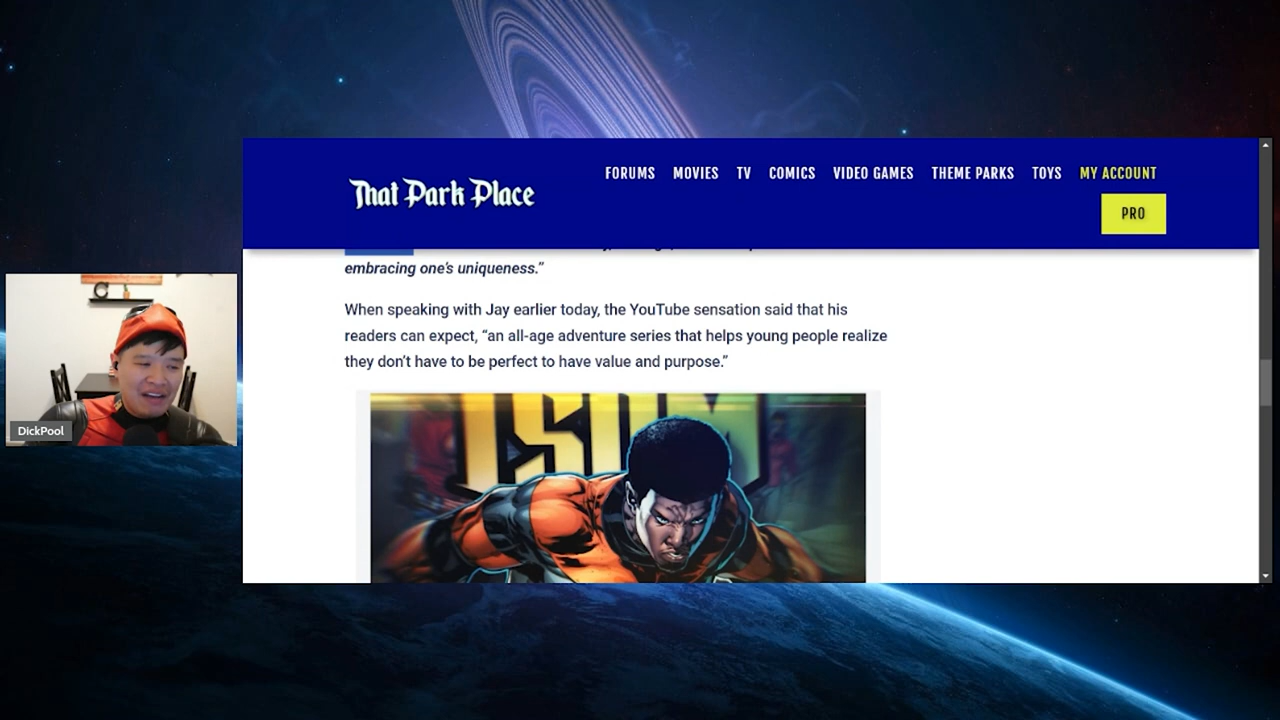 FORUMS MOVIES TV COMICS VIDEO GAMES THEME PARKS TOYS MY ACCOUNT
That Park Place
PRO
embracing one's uniqueness.”
When speaking with Jay earlier today, the YouTube sensation said that his
readers can expect, “an all-age adventure series that helps young people realize
they don’t have to be perfect to have value and purpose.”
ISOM
DickPool